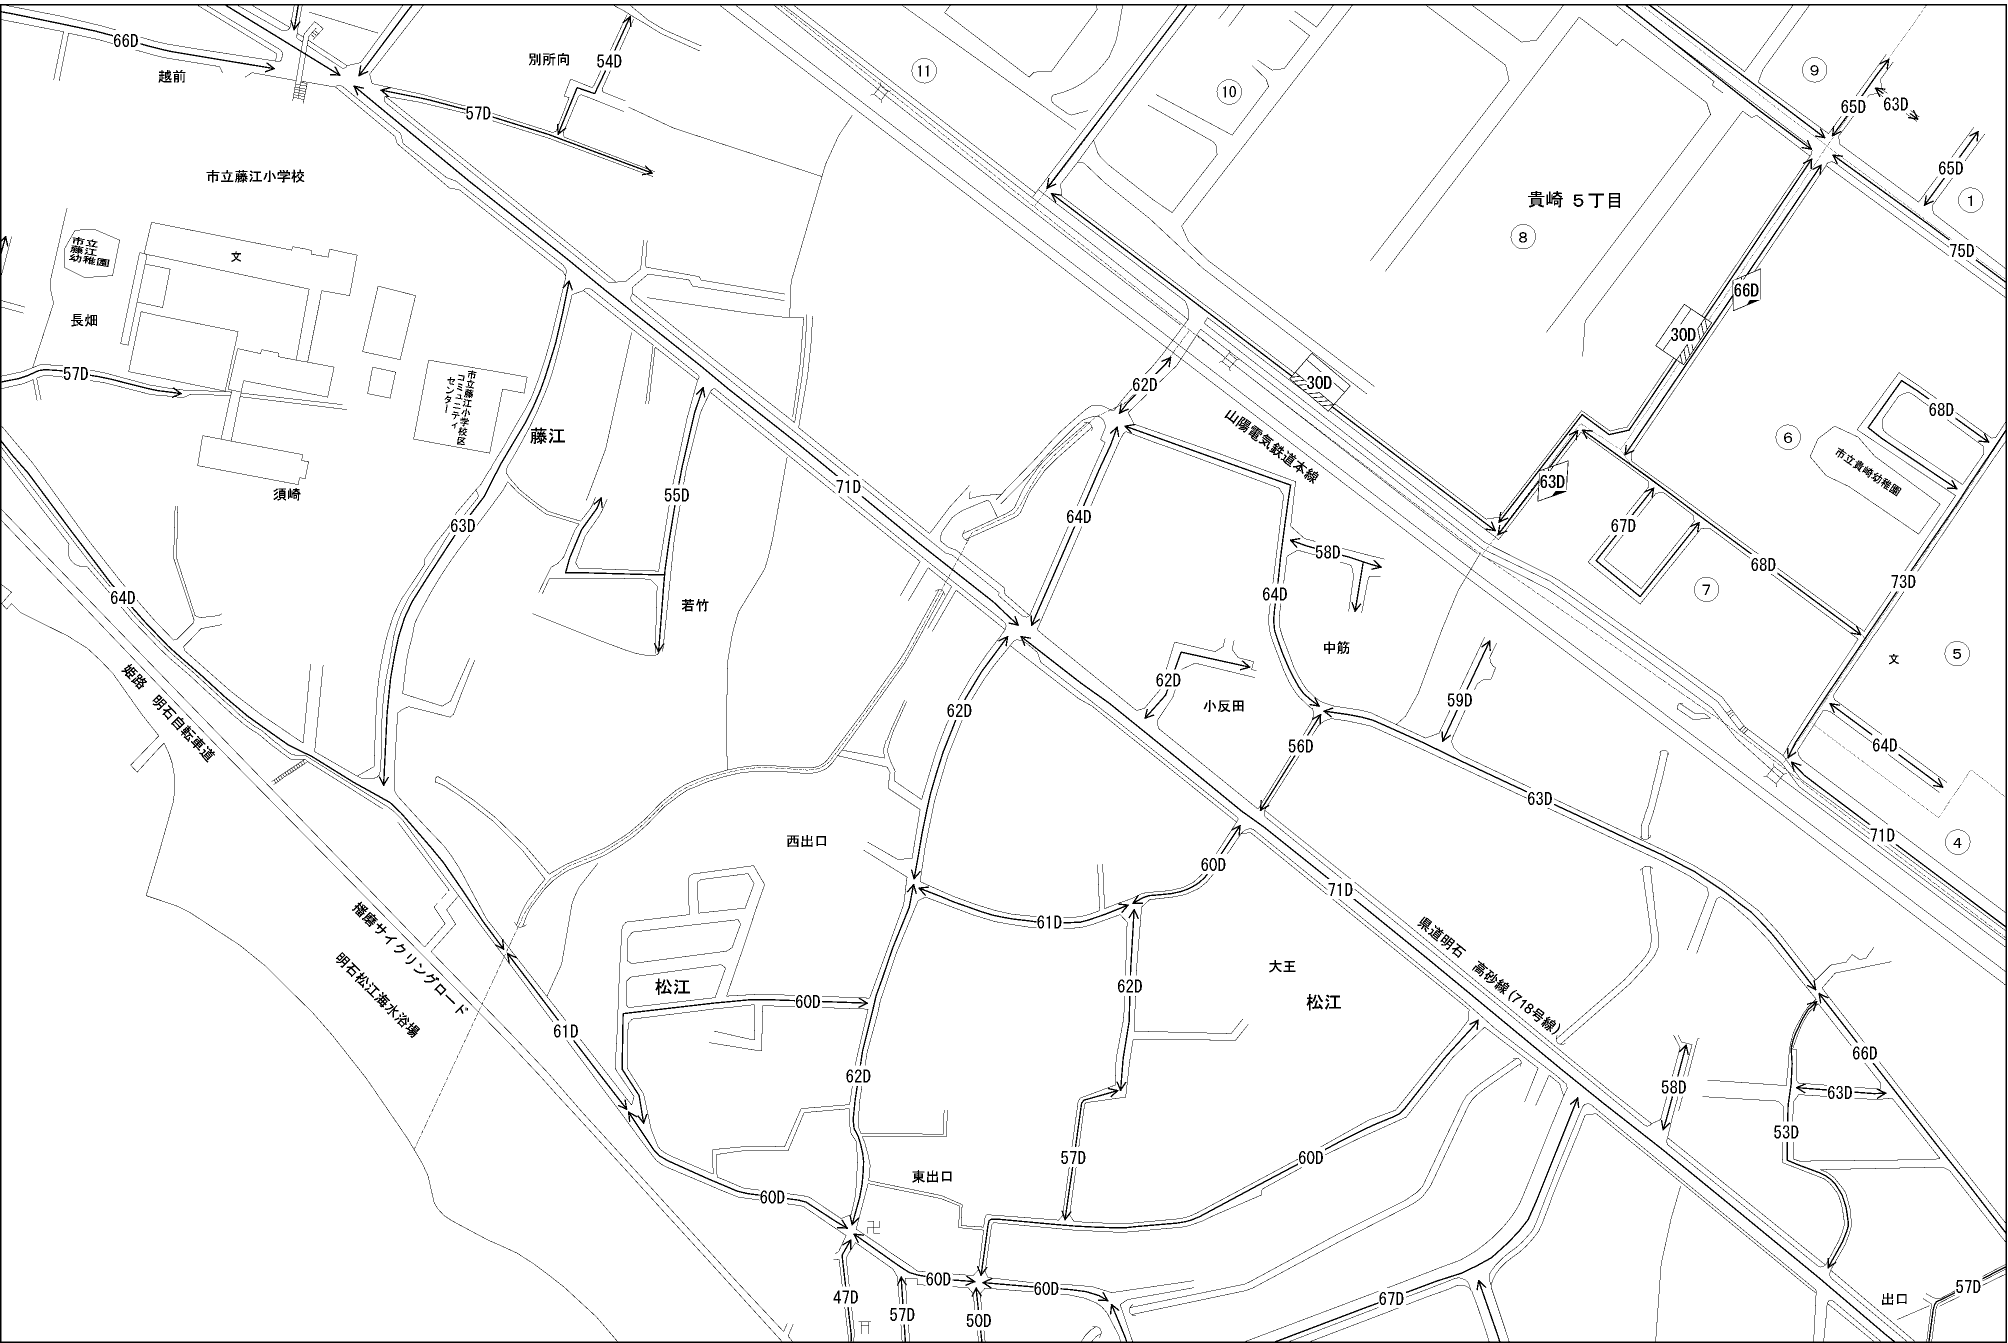 66D
越前
別所向
54D
57D
市立藤江小学校
市立
藤江
幼稚園
文
長畑
57D
市立藤江小学校区
コミュニティ
センター
藤江
須崎
63D
55D
71D
若竹
64D
姫路 明石自転車道
播磨サイクリングロード
明石松江海水浴場
11
10
9
65D
63D
65D
1
75D
貴崎 5丁目
8
66D
30D
30D
62D
山陽電気鉄道本線
64D
63D
67D
68D
7
68D
6
市立貴崎幼稚園
73D
文
5
64D
71D
4
58D
64D
中筋
62D
小反田
59D
56D
63D
62D
西出口
60D
61D
71D
県道明石 高砂線(718号線)
大王
松江
62D
松江
60D
61D
62D
57D
60D
東出口
60D
卍
47D
60D
57D
60D
50D
67D
58D
66D
63D
53D
57D
出口